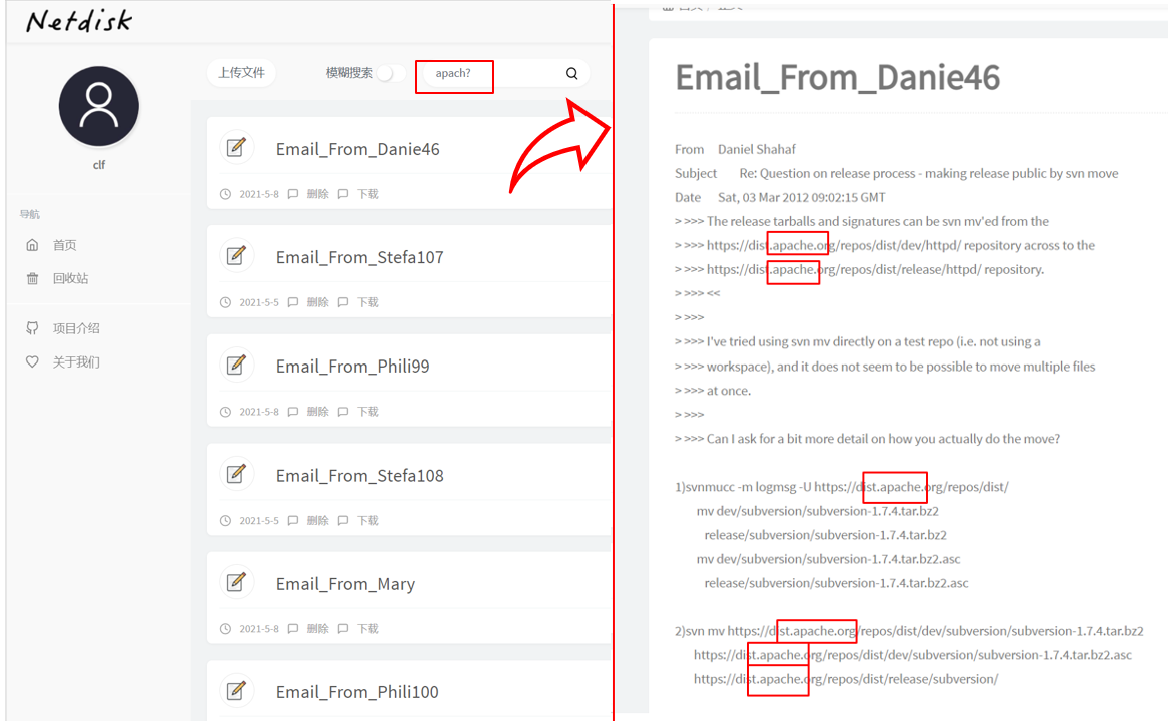 Netdisk
clf
导航
首页
回收站
项目介绍
关于我们
上传文件
模糊搜索
apach?
Email_From_Danie46
2021-5-8 删除 下载
Email_From_Stefa107
2021-5-5 删除 下载
Email_From_Phili99
2021-5-8 删除 下载
Email_From_Stefa108
2021-5-5 删除 下载
Email_From_Mary
2021-5-8 删除 下载
Email_From_Phili100
Email_From_Danie46
From Daniel Shahaf
Subject Re: Question on release process - making release public by svn move
Date Sat, 03 Mar 2012 09:02:15 GMT
> >>> The release tarballs and signatures can be svn mv'ed from the
> >>> https://dist.apache.org/repos/dist/dev/httpd/ repository across to the
> >>> https://dist.apache.org/repos/dist/release/httpd/ repository.
> >>> <<
> >>>
> >>> I've tried using svn mv directly on a test repo (i.e. not using a
> >>> workspace), and it does not seem to be possible to move multiple files
> >>> at once.
> >>>
> >>> Can I ask for a bit more detail on how you actually do the move?
1)svnmucc -m logmsg -U https://dist.apache.org/repos/dist/
mv dev/subversion/subversion-1.7.4.tar.bz2
release/subversion/subversion-1.7.4.tar.bz2
mv dev/subversion/subversion-1.7.4.tar.bz2.asc
release/subversion/subversion-1.7.4.tar.bz2.asc
2)svn mv https://dist.apache.org/repos/dist/dev/subversion/subversion-1.7.4.tar.bz2
https://dist.apache.org/repos/dist/dev/subversion/subversion-1.7.4.tar.bz2.asc
https://dist.apache.org/repos/dist/release/subversion/